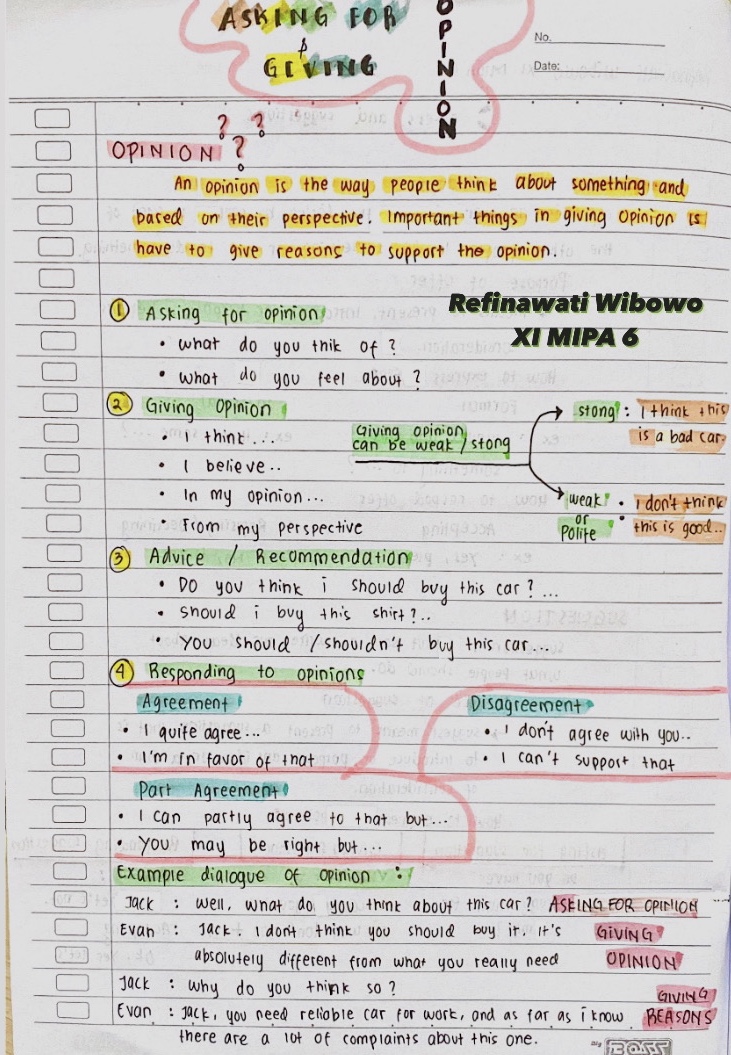 ASKING FOR
&
GIVING
OPINION
No.
Date:
? ?
OPINION ?
An opinion is the way people think about something and
based on their perspective. Important things in giving opinion is
have to give reasons to support the opinion.
Refinawati Wibowo
XI MIPA 6
① Asking for opinion
• what do you thik of ?
• what do you feel about ?
② Giving Opinion
• I think ...
• I believe..
• In my opinion...
• From my perspective
Giving opinion
can be weak / stong
stong : I think this
is a bad car.
weak • I don't think
or
Polite • this is good..
③ Advice / Recommendation
• Do you think i should buy this car ? ...
• should i buy this shirt?..
• You should / shouldn't buy this car...
④ Responding to opinions
Agreement
• I quite agree...
• I'm in favor of that
Disagreement
• I don't agree with you..
• I can't support that
Part Agreement
• I can partly agree to that but...
• You may be right but...
Example dialogue of opinion :
Jack : well, what do you think about this car? ASKING FOR OPINION
Evan : Jack, I don't think you should buy it. It's GIVING
absolutely different from what you really need OPINION
Jack : why do you think so ?
GIVING
Evan : Jack, you need reliable car for work, and as far as i know REASONS
there are a lot of complaints about this one.
BOSS